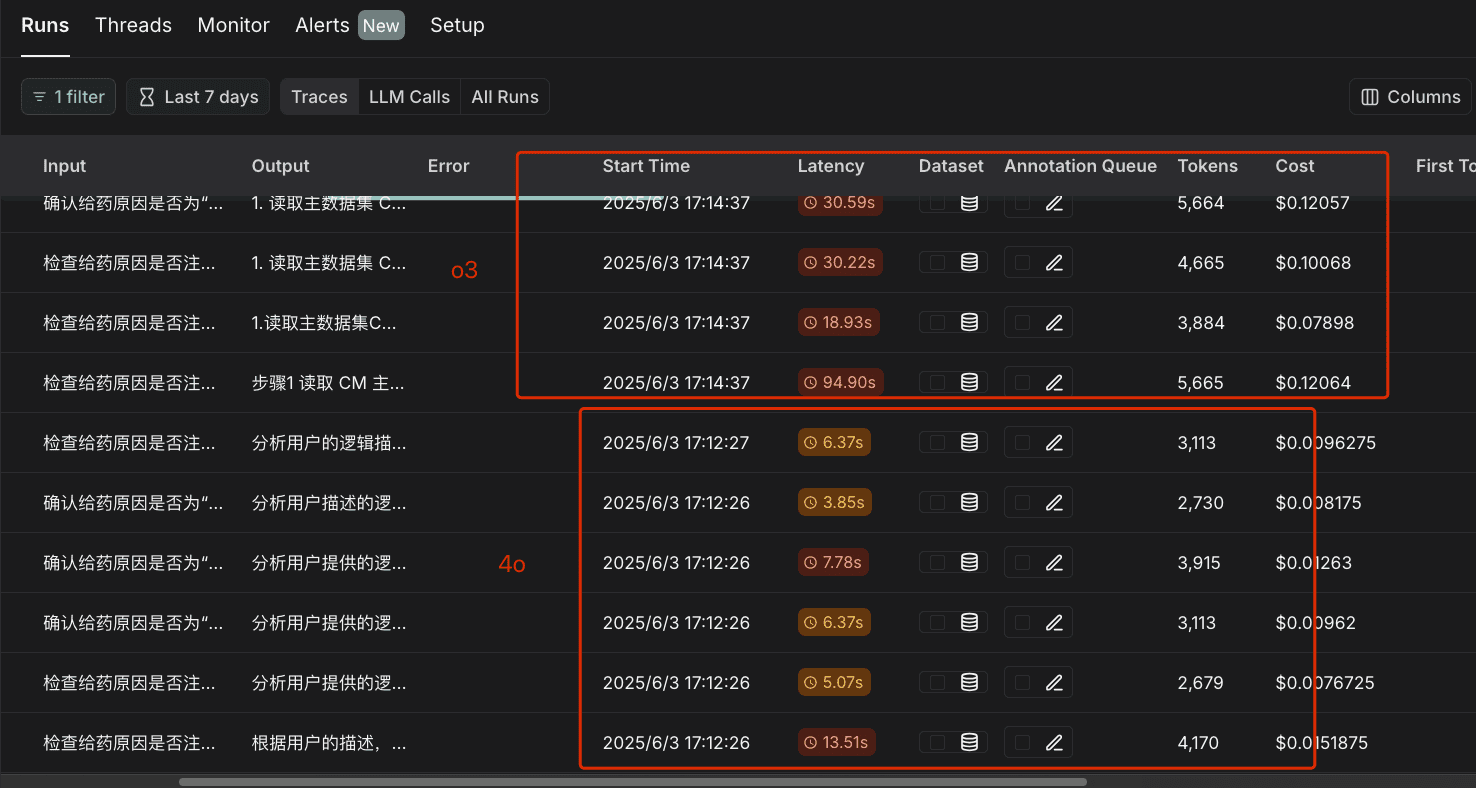 Runs Threads Monitor Alerts New Setup
1 filter Last 7 days Traces LLM Calls All Runs Columns
Input Output Error Start Time Latency Dataset Annotation Queue Tokens Cost First To
确认给药原因是否为“... 1. 读取主数据集 C... 2025/6/3 17:14:37 30.59s 5,664 $0.12057
检查给药原因是否注... 1. 读取主数据集 C... o3 2025/6/3 17:14:37 30.22s 4,665 $0.10068
检查给药原因是否注... 1.读取主数据集C... 2025/6/3 17:14:37 18.93s 3,884 $0.07898
检查给药原因是否注... 步骤1 读取 CM 主... 2025/6/3 17:14:37 94.90s 5,665 $0.12064
检查给药原因是否注... 分析用户的逻辑描... 2025/6/3 17:12:27 6.37s 3,113 $0.0096275
确认给药原因是否为“... 分析用户描述的逻... 2025/6/3 17:12:26 3.85s 2,730 $0.008175
确认给药原因是否为“... 分析用户提供的逻... 4o 2025/6/3 17:12:26 7.78s 3,915 $0.01263
确认给药原因是否为“... 分析用户提供的逻... 2025/6/3 17:12:26 6.37s 3,113 $0.00962
检查给药原因是否注... 分析用户提供的逻... 2025/6/3 17:12:26 5.07s 2,679 $0.0076725
检查给药原因是否注... 根据用户的描述，... 2025/6/3 17:12:26 13.51s 4,170 $0.0151875